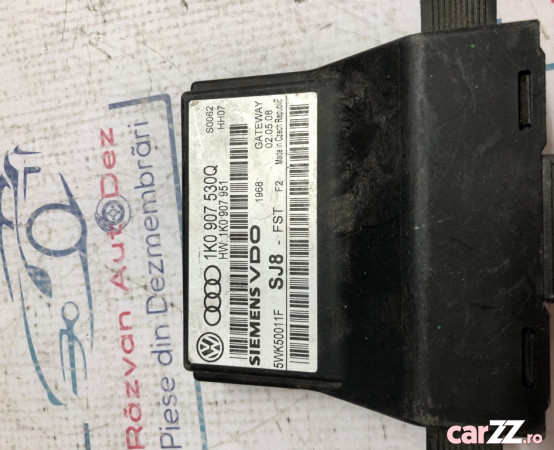 1K0 907 530Q
HW: 1K0 907 951
S0062
HH07
SIEMENS VDO
1968
GATEWAY
02.05.08
SJ8 - FST
F2
Made in Czech Republic
5WK50011F
Răzvan AutoDez
Piese din Dezmembrări
carZZ.ro